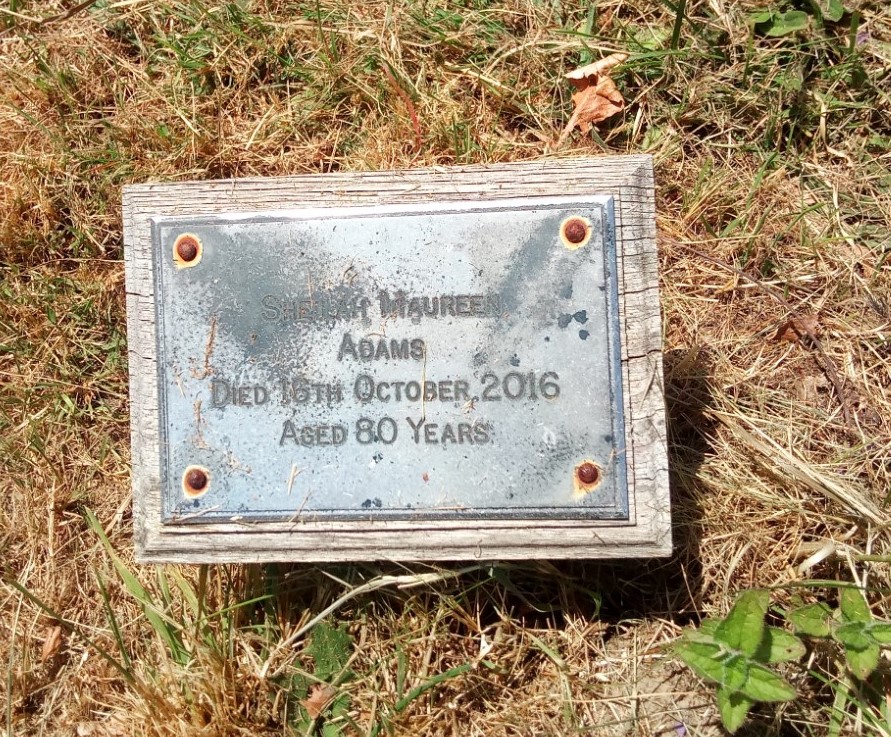 Sheilah Maureen
Adams
Died 16th October 2016
Aged 80 Years